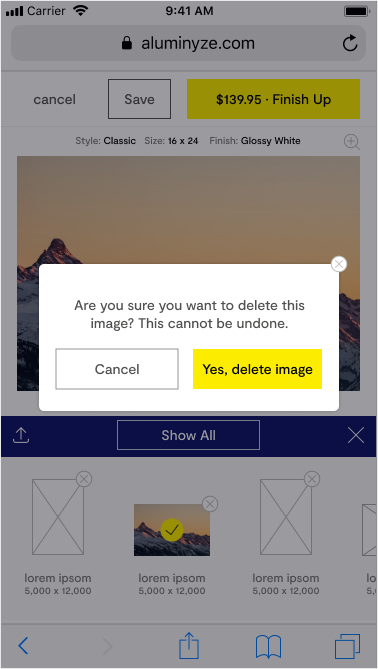 Carrier 9:41 AM
aluminyze.com
cancel Save $139.95 · Finish Up
Style: Classic Size: 16 x 24 Finish: Glossy White
Are you sure you want to delete this
image? This cannot be undone.
Cancel Yes, delete image
Show All
lorem ipsom lorem ipsom lorem ipsom lo
5,000 x 12,000 5,000 x 12,000 5,000 x 12,000 5,